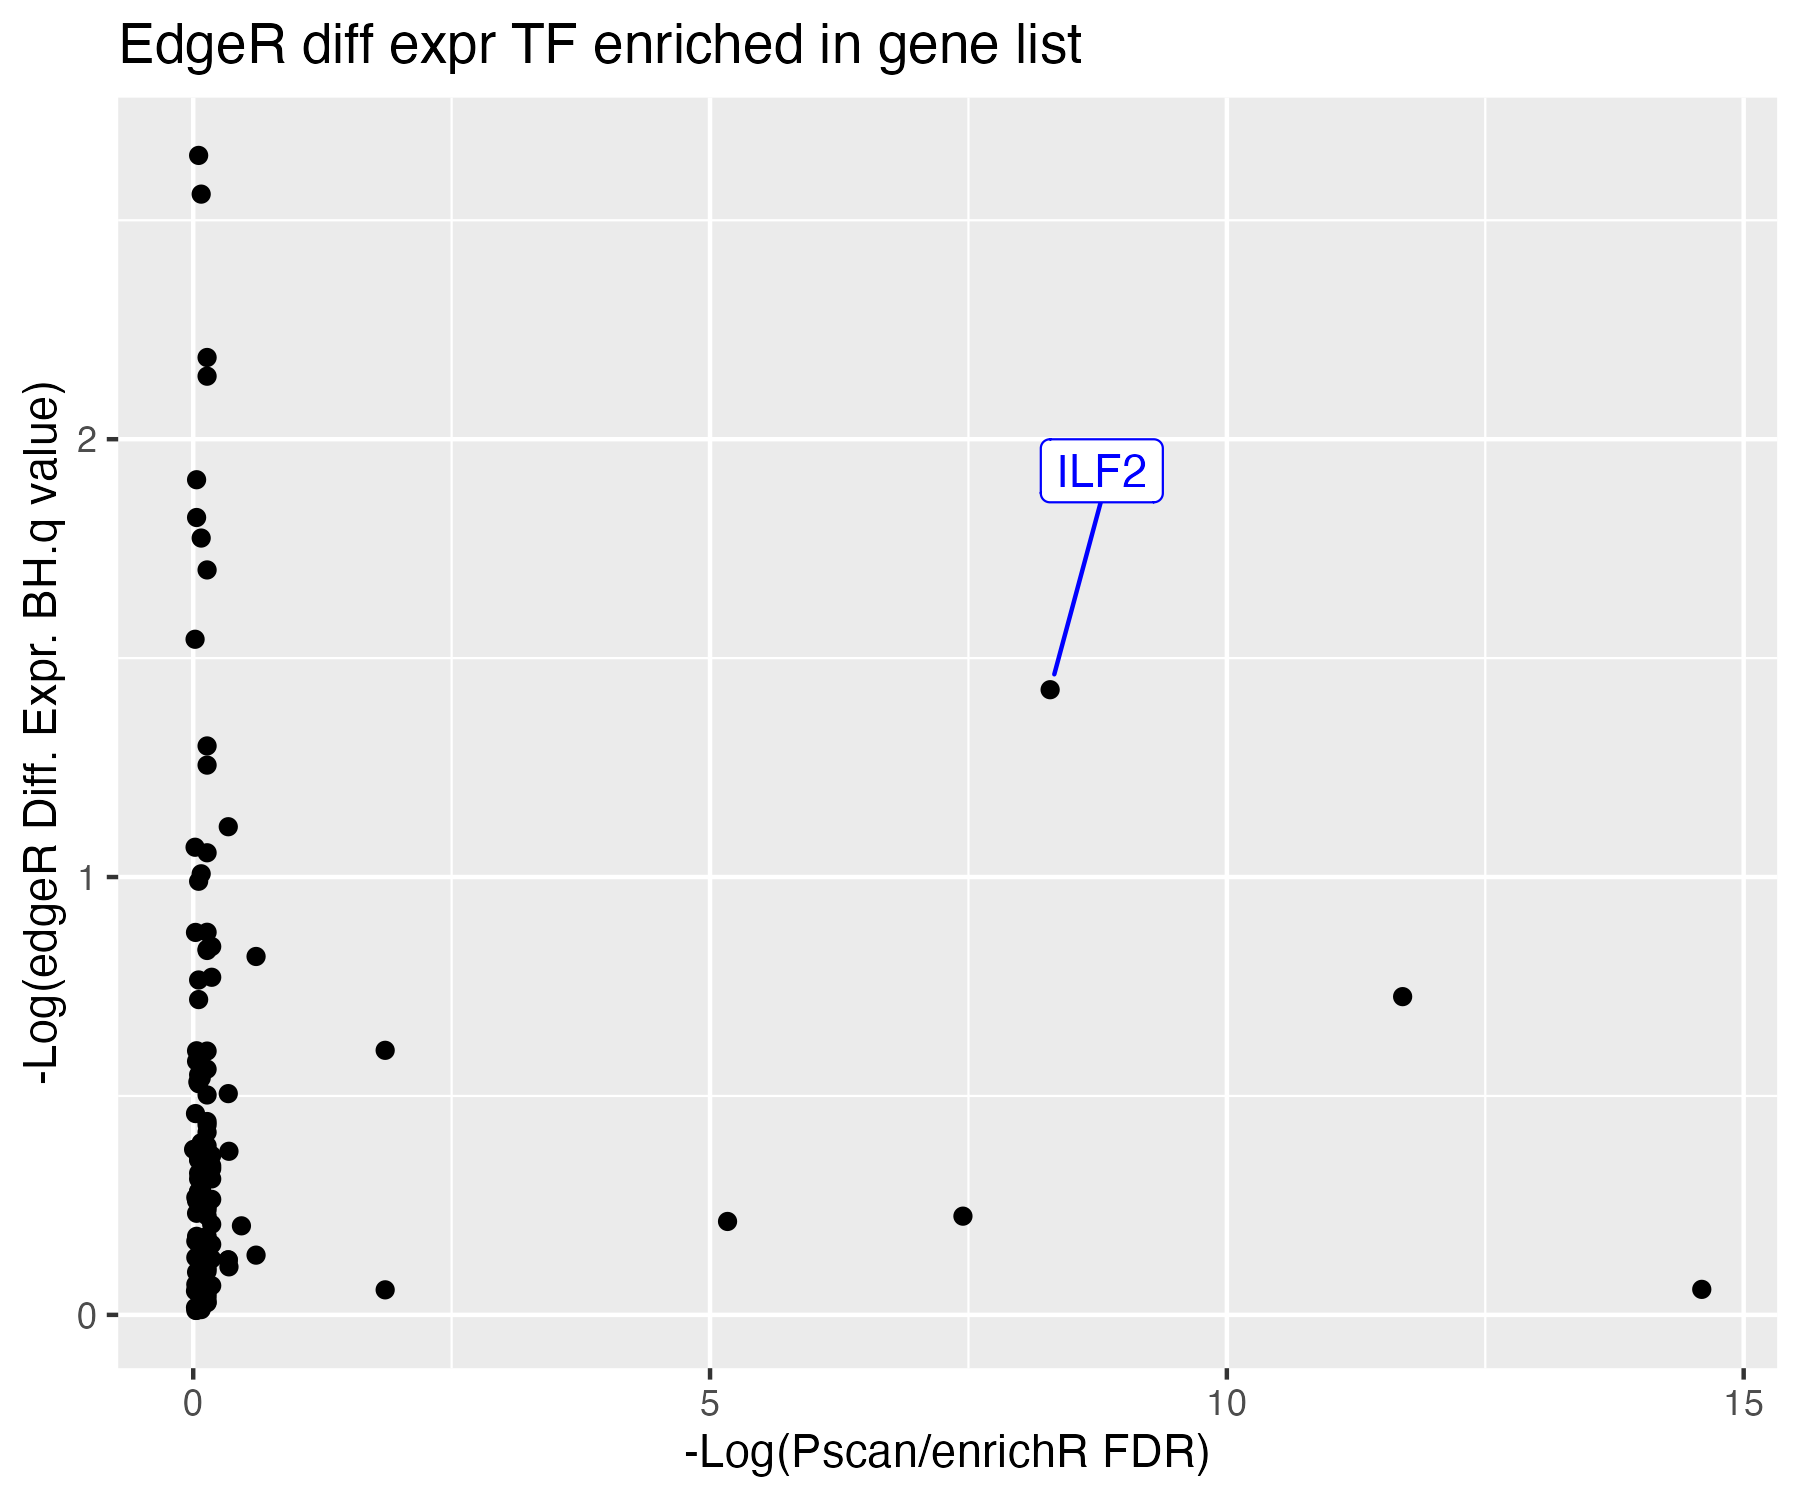 EdgeR diff expr TF enriched in gene list
-Log(edgeR Diff. Expr. BH.q value)
2
1
0
ILF2
0 5 10 15
-Log(Pscan/enrichR FDR)